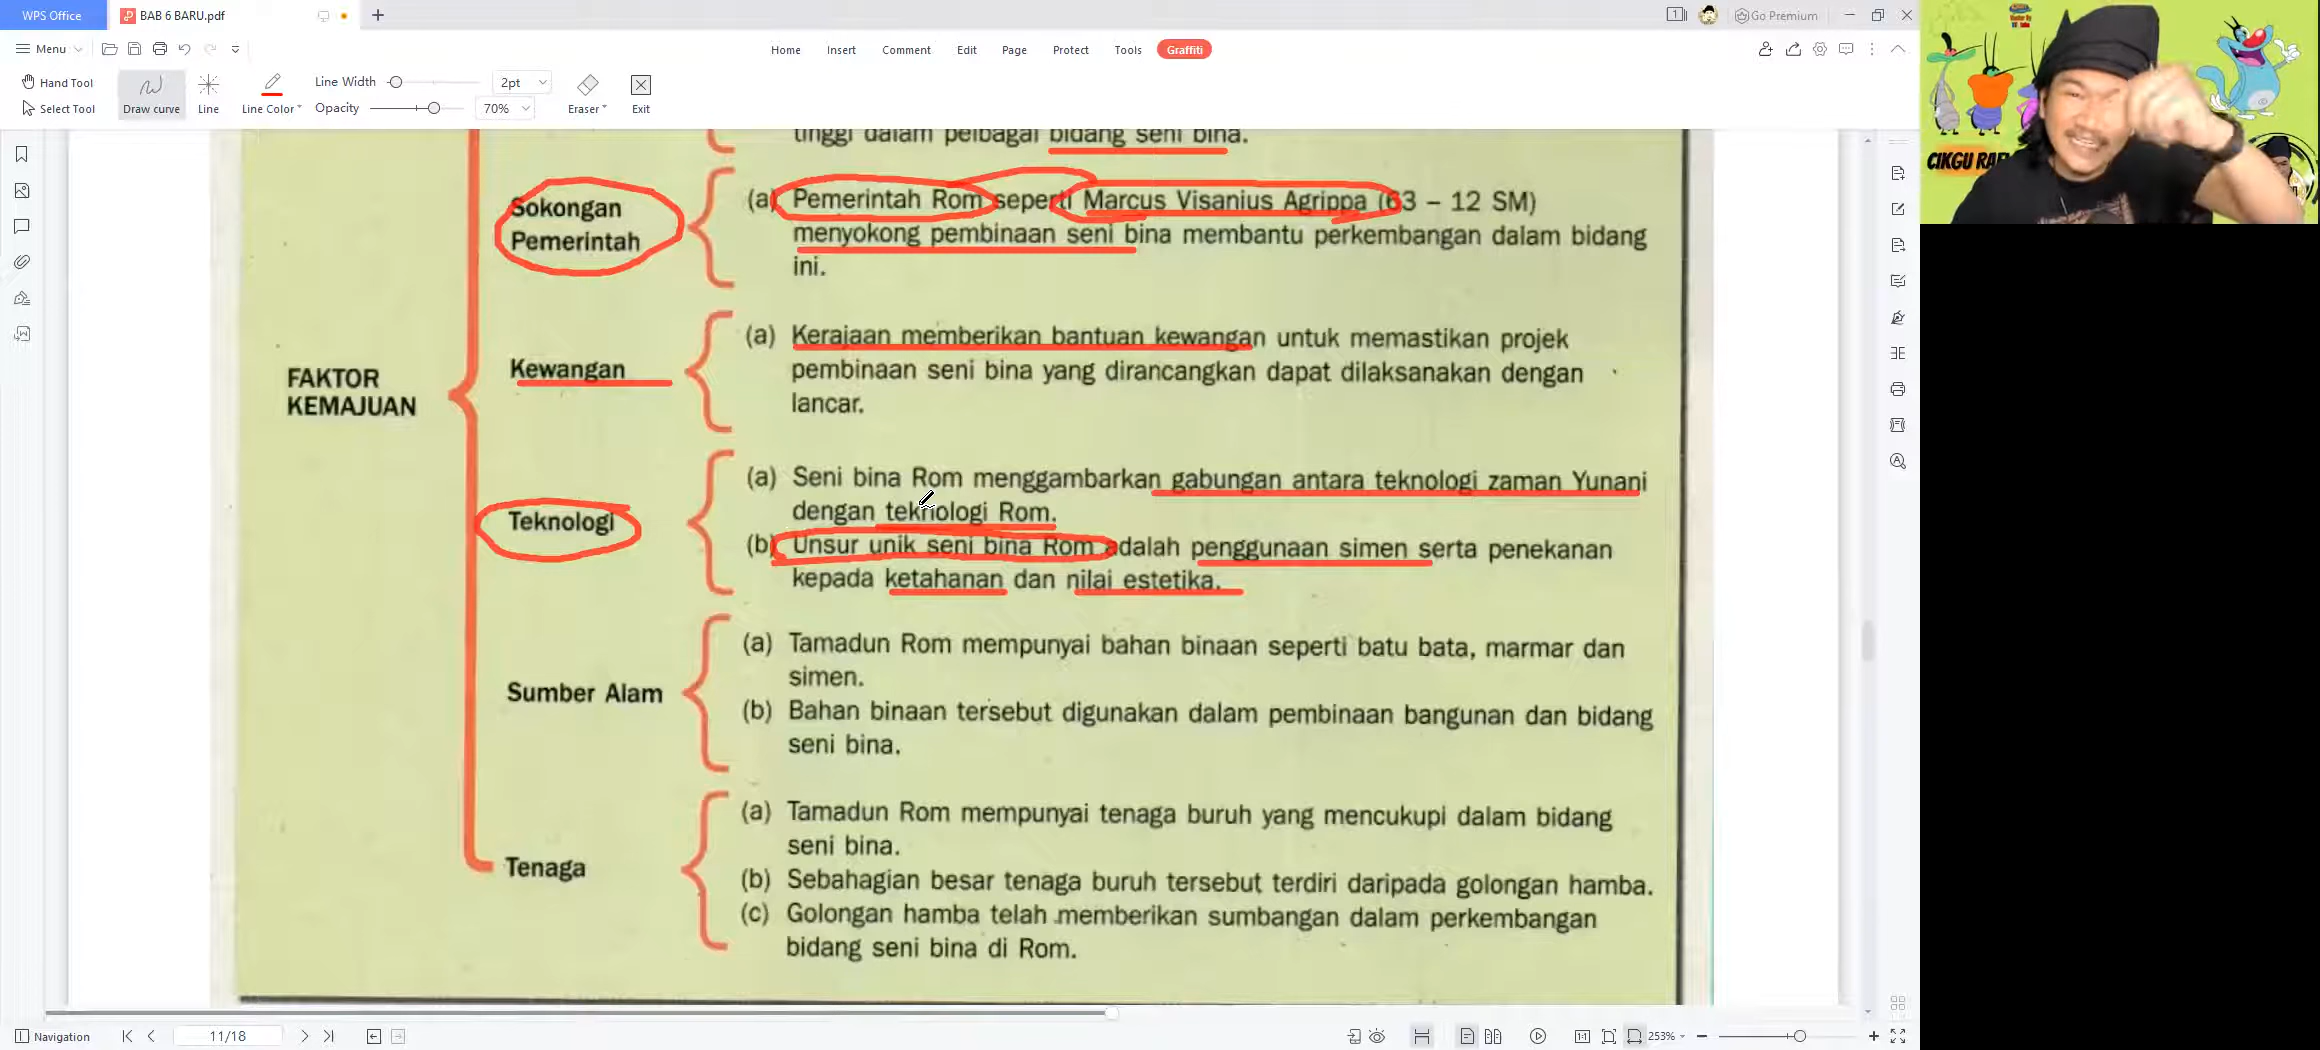 WPS Office
BAB 6 BARU.pdf
Go Premium
Menu
Home
Insert
Comment
Edit
Page
Protect
Tools
Graffiti
Hand Tool
Select Tool
Draw curve
Line
Line Color
Line Width
2pt
Opacity
70%
Eraser
Exit
CIKGU
tinggi dalam pelbagai bidang seni bina.
FAKTOR
KEMAJUAN
Sokongan
Pemerintah
(a) Pemerintah Rom seperti Marcus Visanius Agrippa (63 – 12 SM)
menyokong pembinaan seni bina membantu perkembangan dalam bidang
ini.
Kewangan
(a) Kerajaan memberikan bantuan kewangan untuk memastikan projek
pembinaan seni bina yang dirancangkan dapat dilaksanakan dengan
lancar.
Teknologi
(a) Seni bina Rom menggambarkan gabungan antara teknologi zaman Yunani
dengan teknologi Rom.
(b) Unsur unik seni bina Rom adalah penggunaan simen serta penekanan
kepada ketahanan dan nilai estetika.
Sumber Alam
(a) Tamadun Rom mempunyai bahan binaan seperti batu bata, marmar dan
simen.
(b) Bahan binaan tersebut digunakan dalam pembinaan bangunan dan bidang
seni bina.
Tenaga
(a) Tamadun Rom mempunyai tenaga buruh yang mencukupi dalam bidang
seni bina.
(b) Sebahagian besar tenaga buruh tersebut terdiri daripada golongan hamba.
(c) Golongan hamba telah memberikan sumbangan dalam perkembangan
bidang seni bina di Rom.
Navigation
11/18
253%